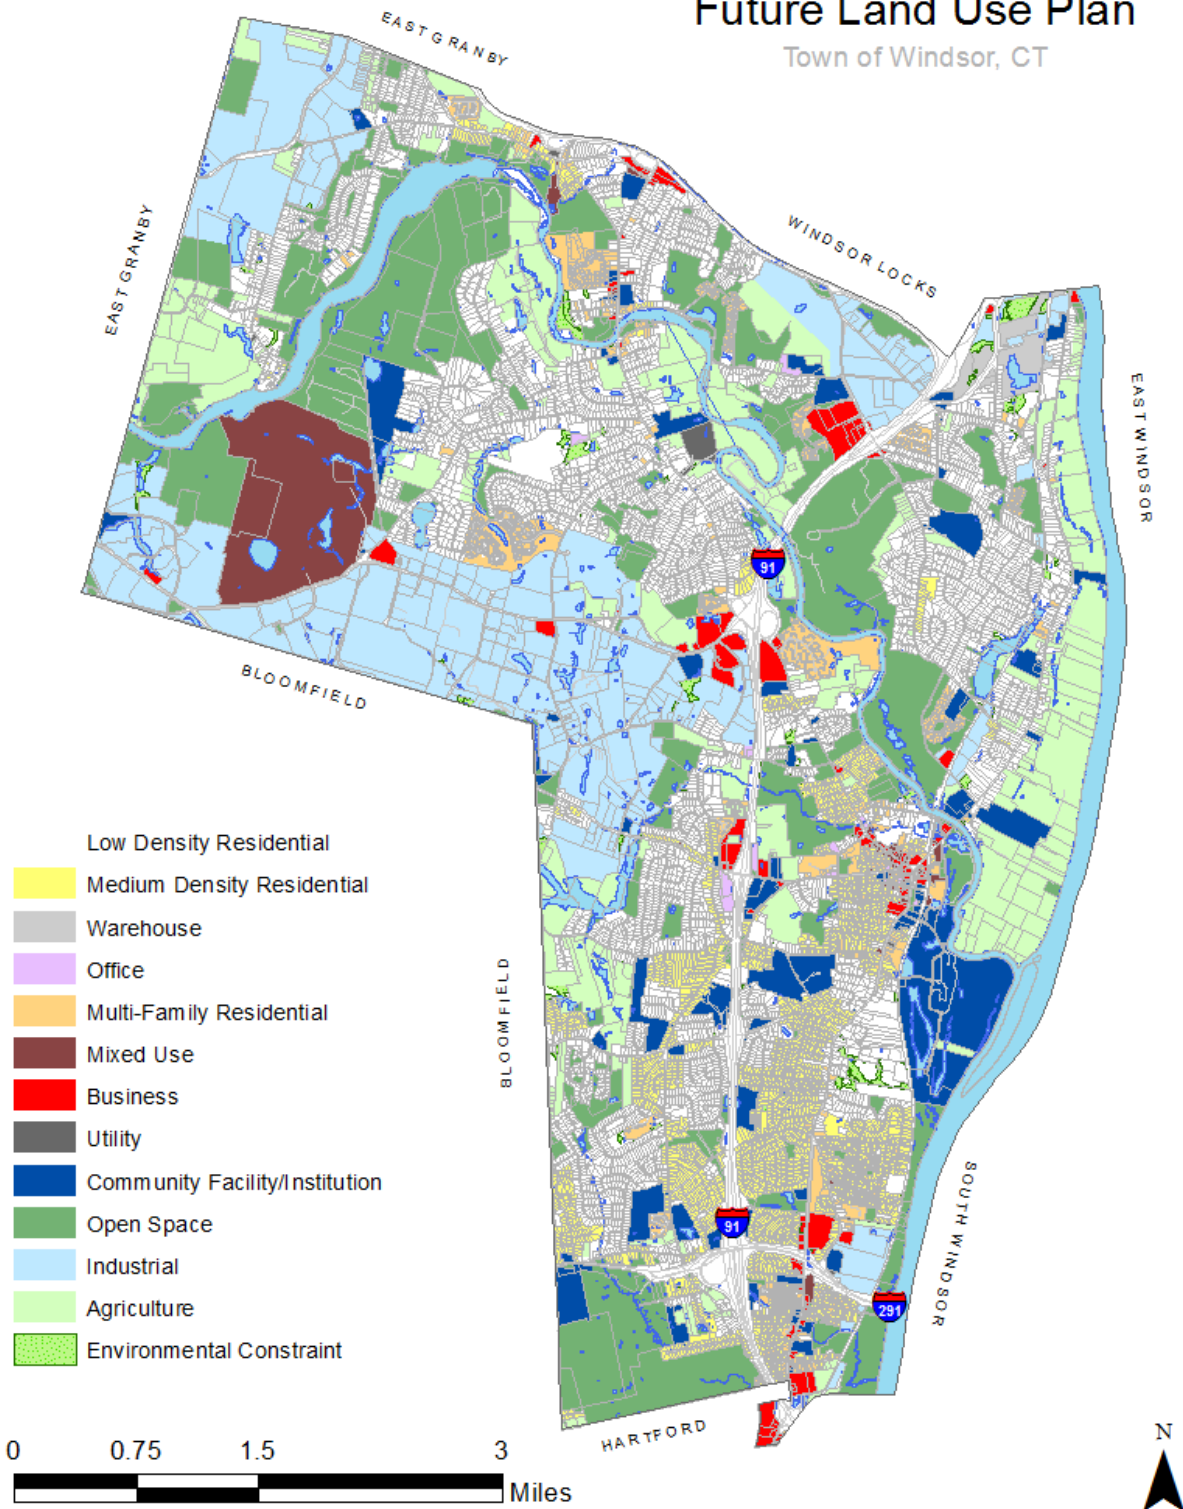 Future Land Use Plan
Town of Windsor, CT
EAST GRANBY
WINDSOR LOCKS
EAST GRANBY
EAST WINDSOR
91
BLOOMFIELD
Low Density Residential
Medium Density Residential
Warehouse
Office
Multi-Family Residential
Mixed Use
Business
Utility
Community Facility/Institution
Open Space
Industrial
Agriculture
Environmental Constraint
BLOOMFIELD
91
SOUTH WINDSOR
291
HARTFORD
0 0.75 1.5 3
Miles
N